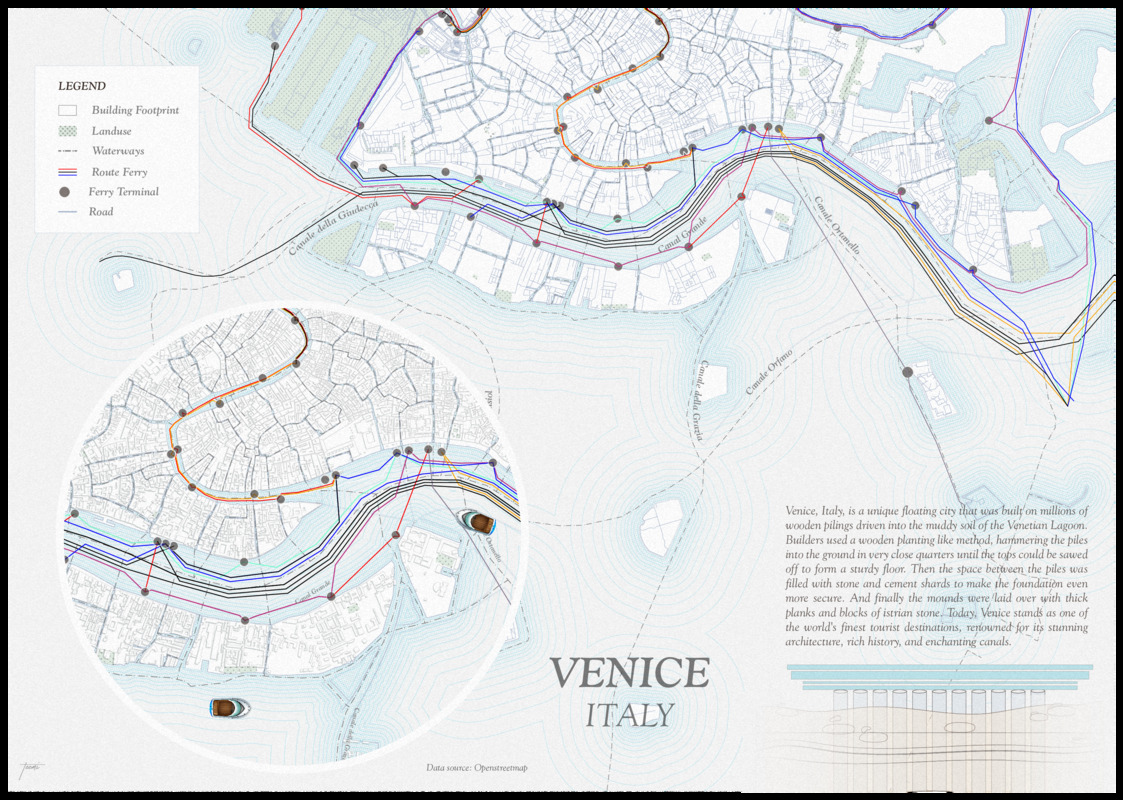 LEGEND
Building Footprint
Landuse
Waterways
Route Ferry
Ferry Terminal
Road
Canale della Giudecca
Canal Grande
Canale Ortonello
Canale della Grazia
Canale Orfano
Canal Grande
Venice, Italy, is a unique floating city that was built on millions of
wooden pilings driven into the muddy soil of the Venetian Lagoon.
Builders used a wooden planting like method, hammering the piles
into the ground in very close quarters until the tops could be sawed
off to form a sturdy floor. Then the space between the piles was
filled with stone and cement shards to make the foundation even
more secure. And finally the mounds were laid over with thick
planks and blocks of istrian stone. Today, Venice stands as one of
the world's finest tourist destinations, renowned for its stunning
architecture, rich history, and enchanting canals.
VENICE
ITALY
Data source: Openstreetmap